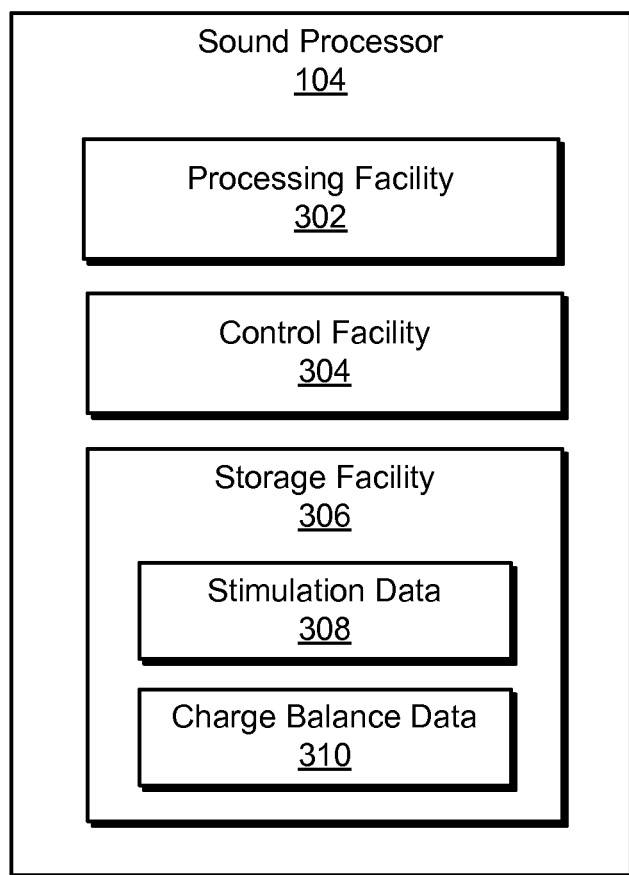 Sound Processor
104
Processing Facility
302
Control Facility
304
Storage Facility
306
Stimulation Data
308
Charge Balance Data
310